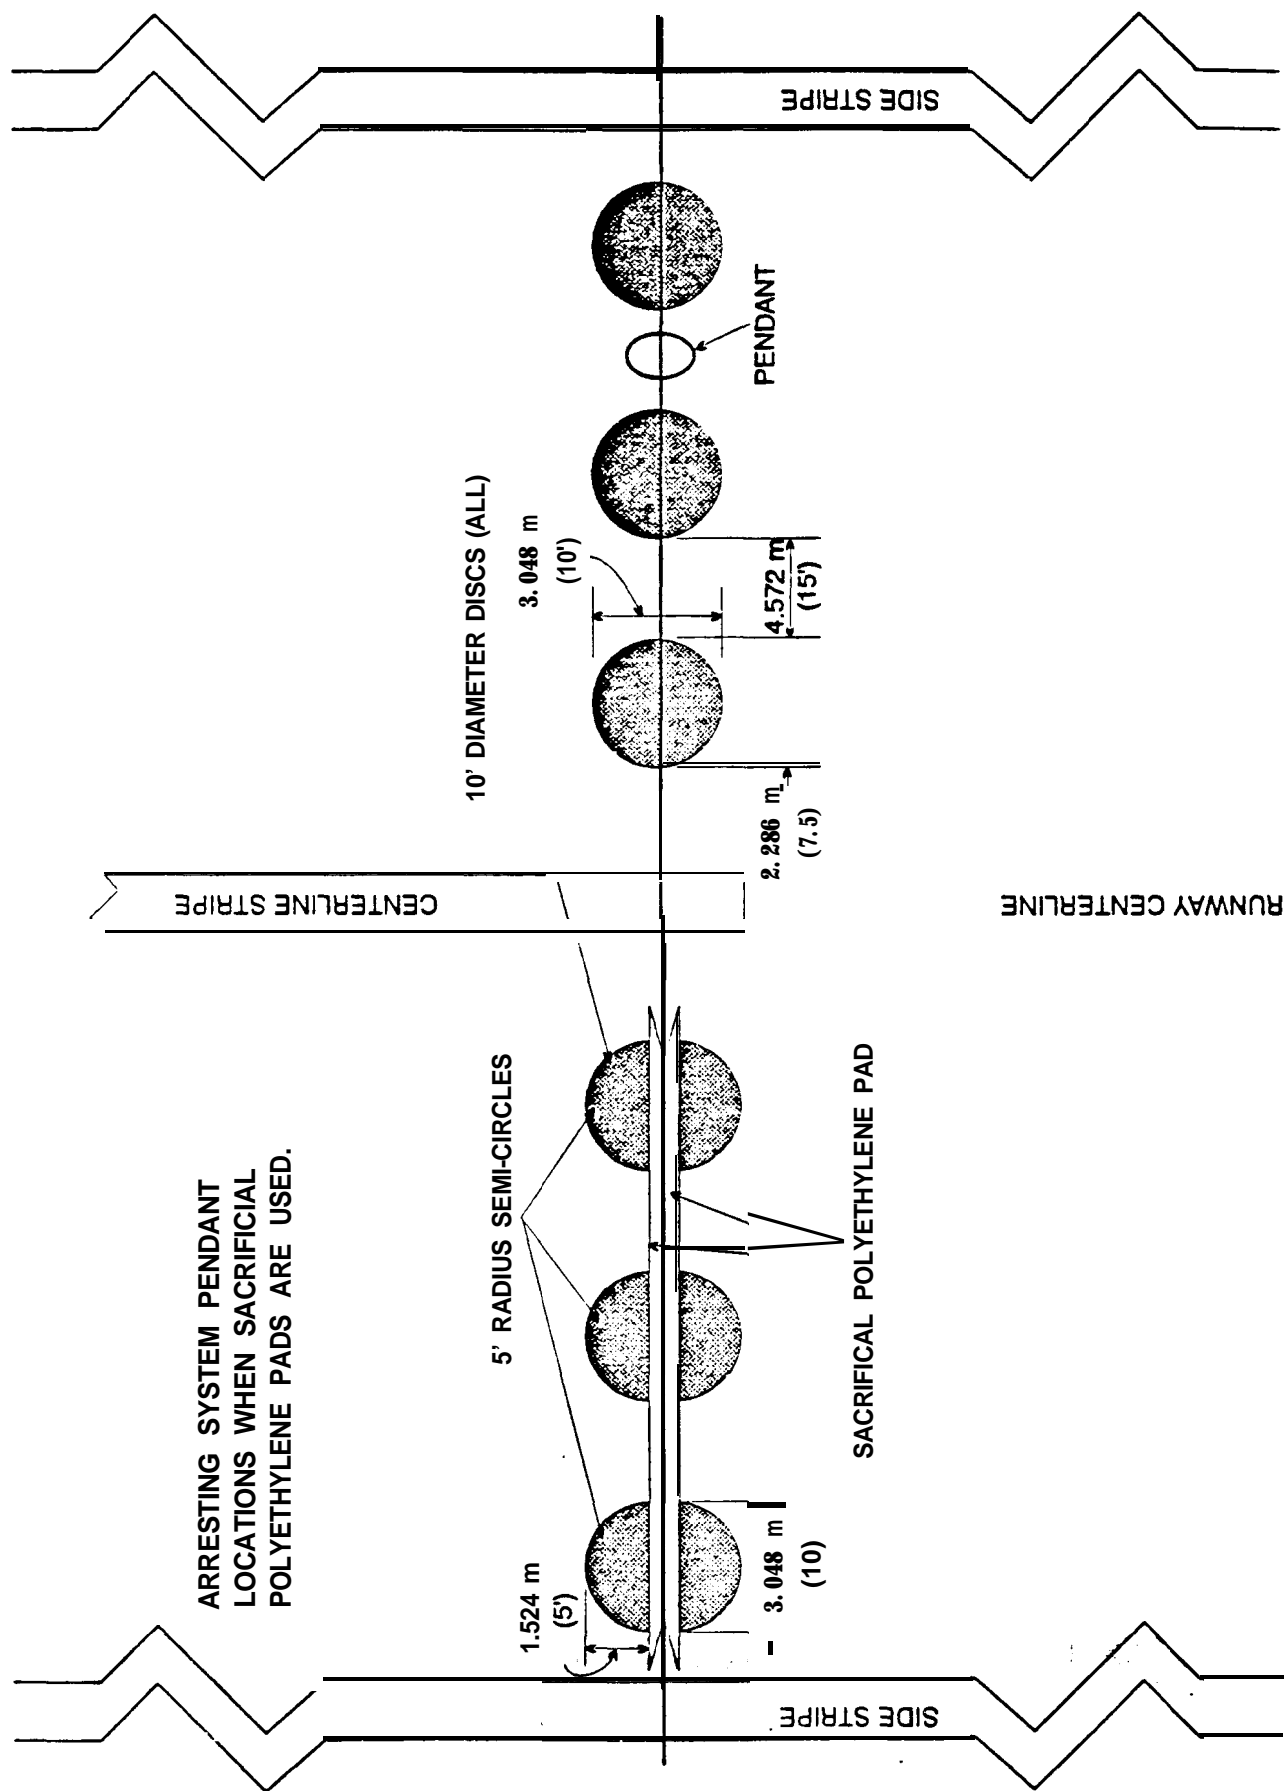 ARRESTING SYSTEM PENDANT
LOCATIONS WHEN SACRIFICIAL
POLYETHYLENE PADS ARE USED.
SIDE STRIPE
1.524 m
(5')
3.048 m
(10)
5' RADIUS SEMI-CIRCLES
SACRIFICAL POLYETHYLENE PAD
CENTERLINE STRIPE
RUNWAY CENTERLINE
10' DIAMETER DISCS (ALL)
3.048 m
(10')
2.286 m
(7.5)
4.572 m
(15')
PENDANT
SIDE STRIPE